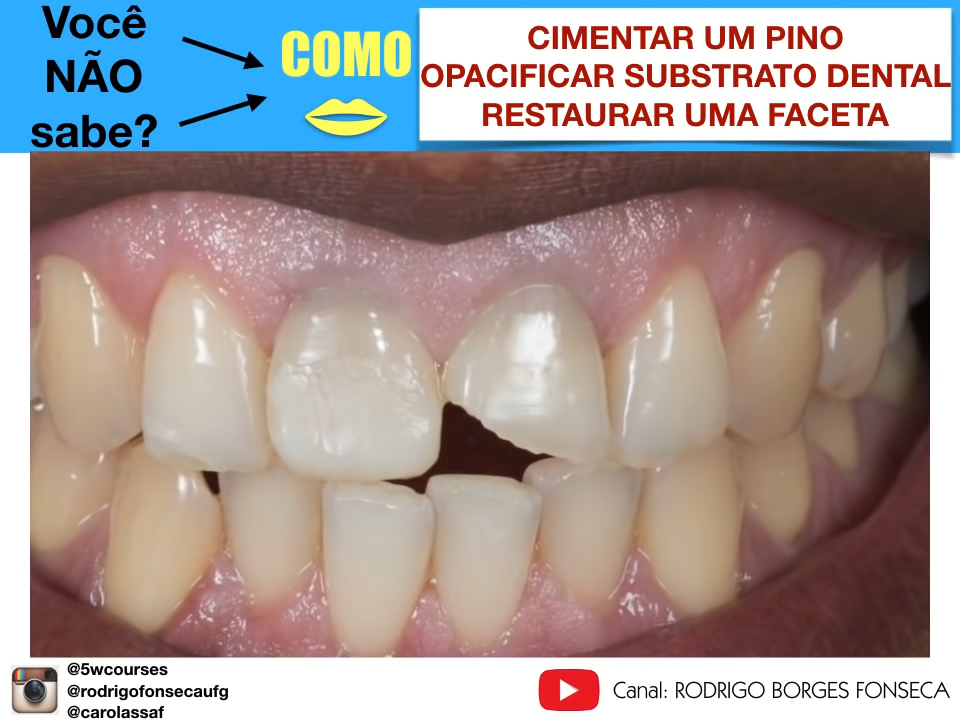 Você
NÃO
sabe?
COMO
CIMENTAR UM PINO
OPACIFICAR SUBSTRATO DENTAL
RESTAURAR UMA FACETA
@5wcourses
@rodrigofonsecaufg
@carolassaf
Canal: RODRIGO BORGES FONSECA